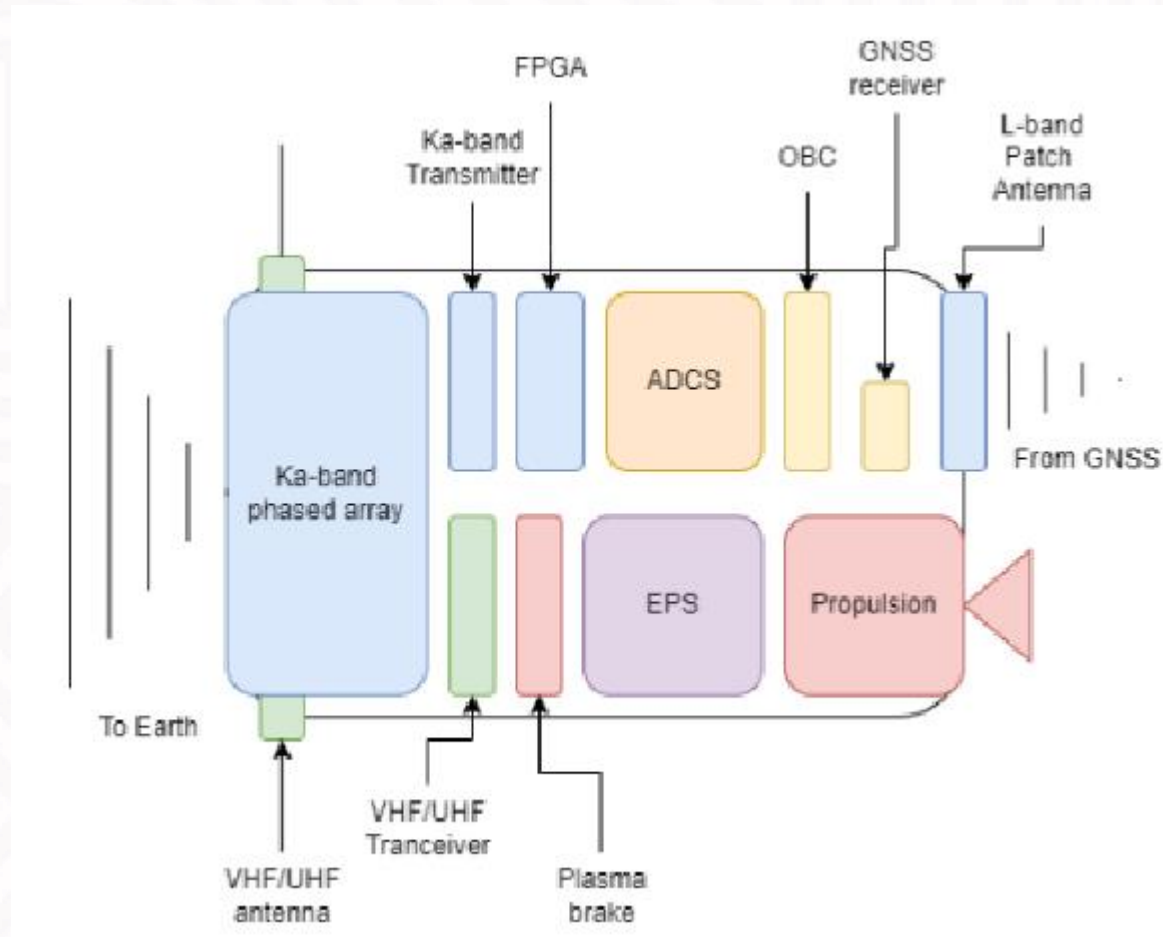 FPGA
GNSS
receiver
Ka-band
Transmitter
OBC
L-band
Patch
Antenna
ADCS
Ka-band
phased array
From GNSS
EPS
Propulsion
To Earth
VHF/UHF
Tranceiver
VHF/UHF
antenna
Plasma
brake